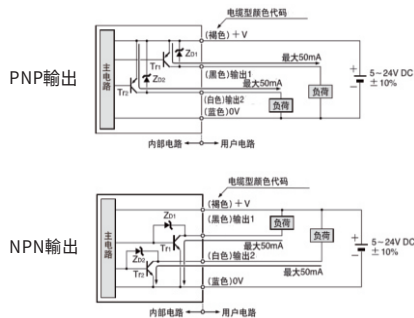 电缆型颜色代码
(褐色)＋V
主电路
ZD1
Tr1
ZD2
Tr2
最大50mA
(黑色)输出1
最大50mA
负荷
负荷
＋
－
5~24V DC
±10%
(白色)输出2
(蓝色)0V
PNP輸出
内部电路
用户电路
电缆型颜色代码
(褐色)＋V
(黑色)输出1
主电路
ZD1
Tr1
ZD2
Tr2
负荷
负荷
最大50mA
(白色)输出2
最大50mA
＋
－
5~24V DC
±10%
(蓝色)0V
NPN輸出
内部电路
用户电路